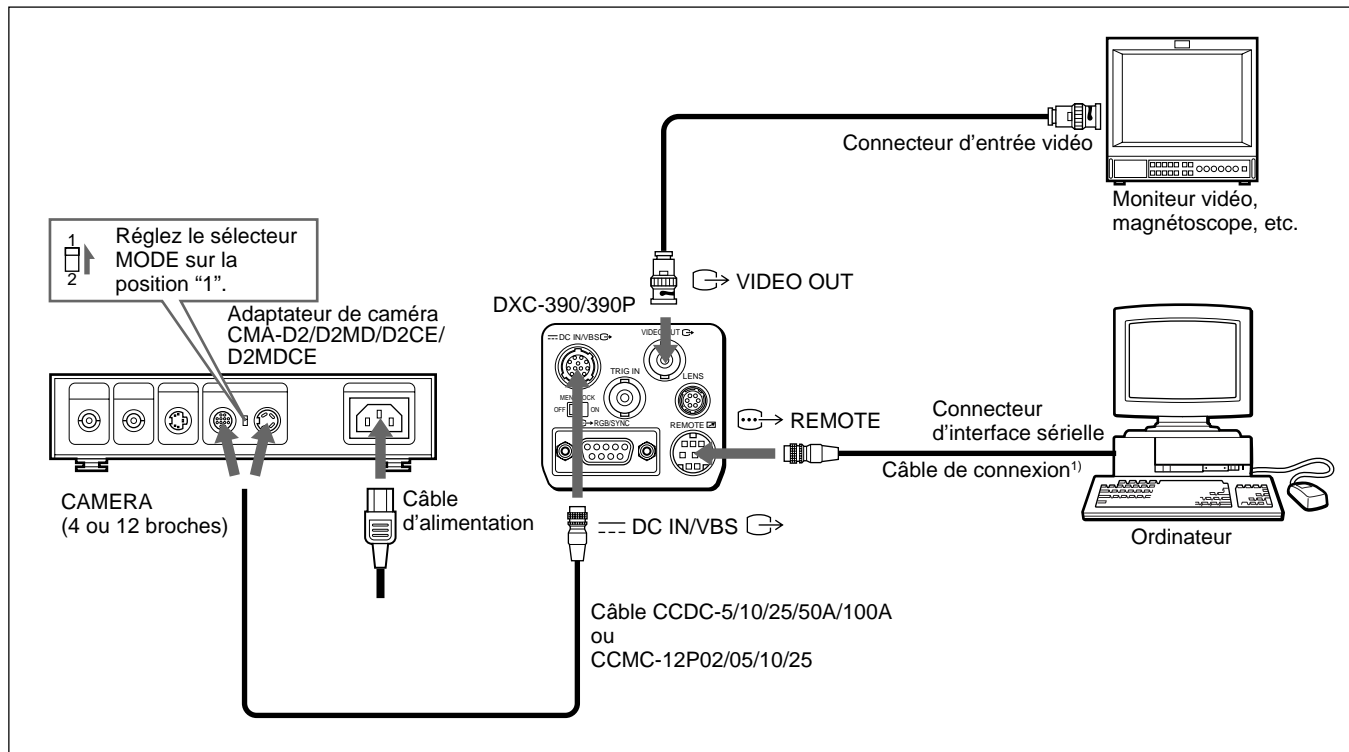 Connecteur d'entrée vidéo
Moniteur vidéo,
magnétoscope, etc.
1
2
Réglez le sélecteur
MODE sur la
position “1”.
Adaptateur de caméra
CMA-D2/D2MD/D2CE/
D2MDCE
DXC-390/390P
VIDEO OUT
DC IN/VBS
VIDEO OUT
TRIG IN
LENS
OFF
ON
RGB/SYNC
REMOTE
REMOTE
Connecteur
d'interface sérielle
Câble de connexion1)
Ordinateur
CAMERA
(4 ou 12 broches)
Câble
d'alimentation
DC IN/VBS
Câble CCDC-5/10/25/50A/100A
ou
CCMC-12P02/05/10/25